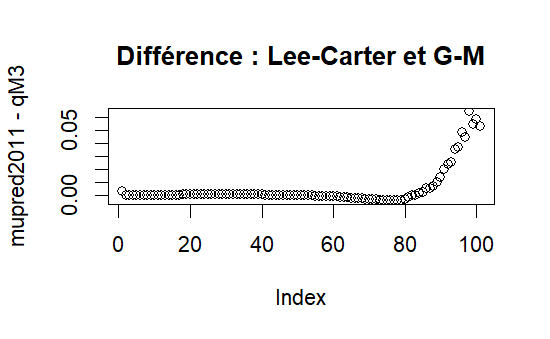 Différence : Lee-Carter et G-M
mupred2011 - qM3
0.05
0.00
0 20 40 60 80 100
Index